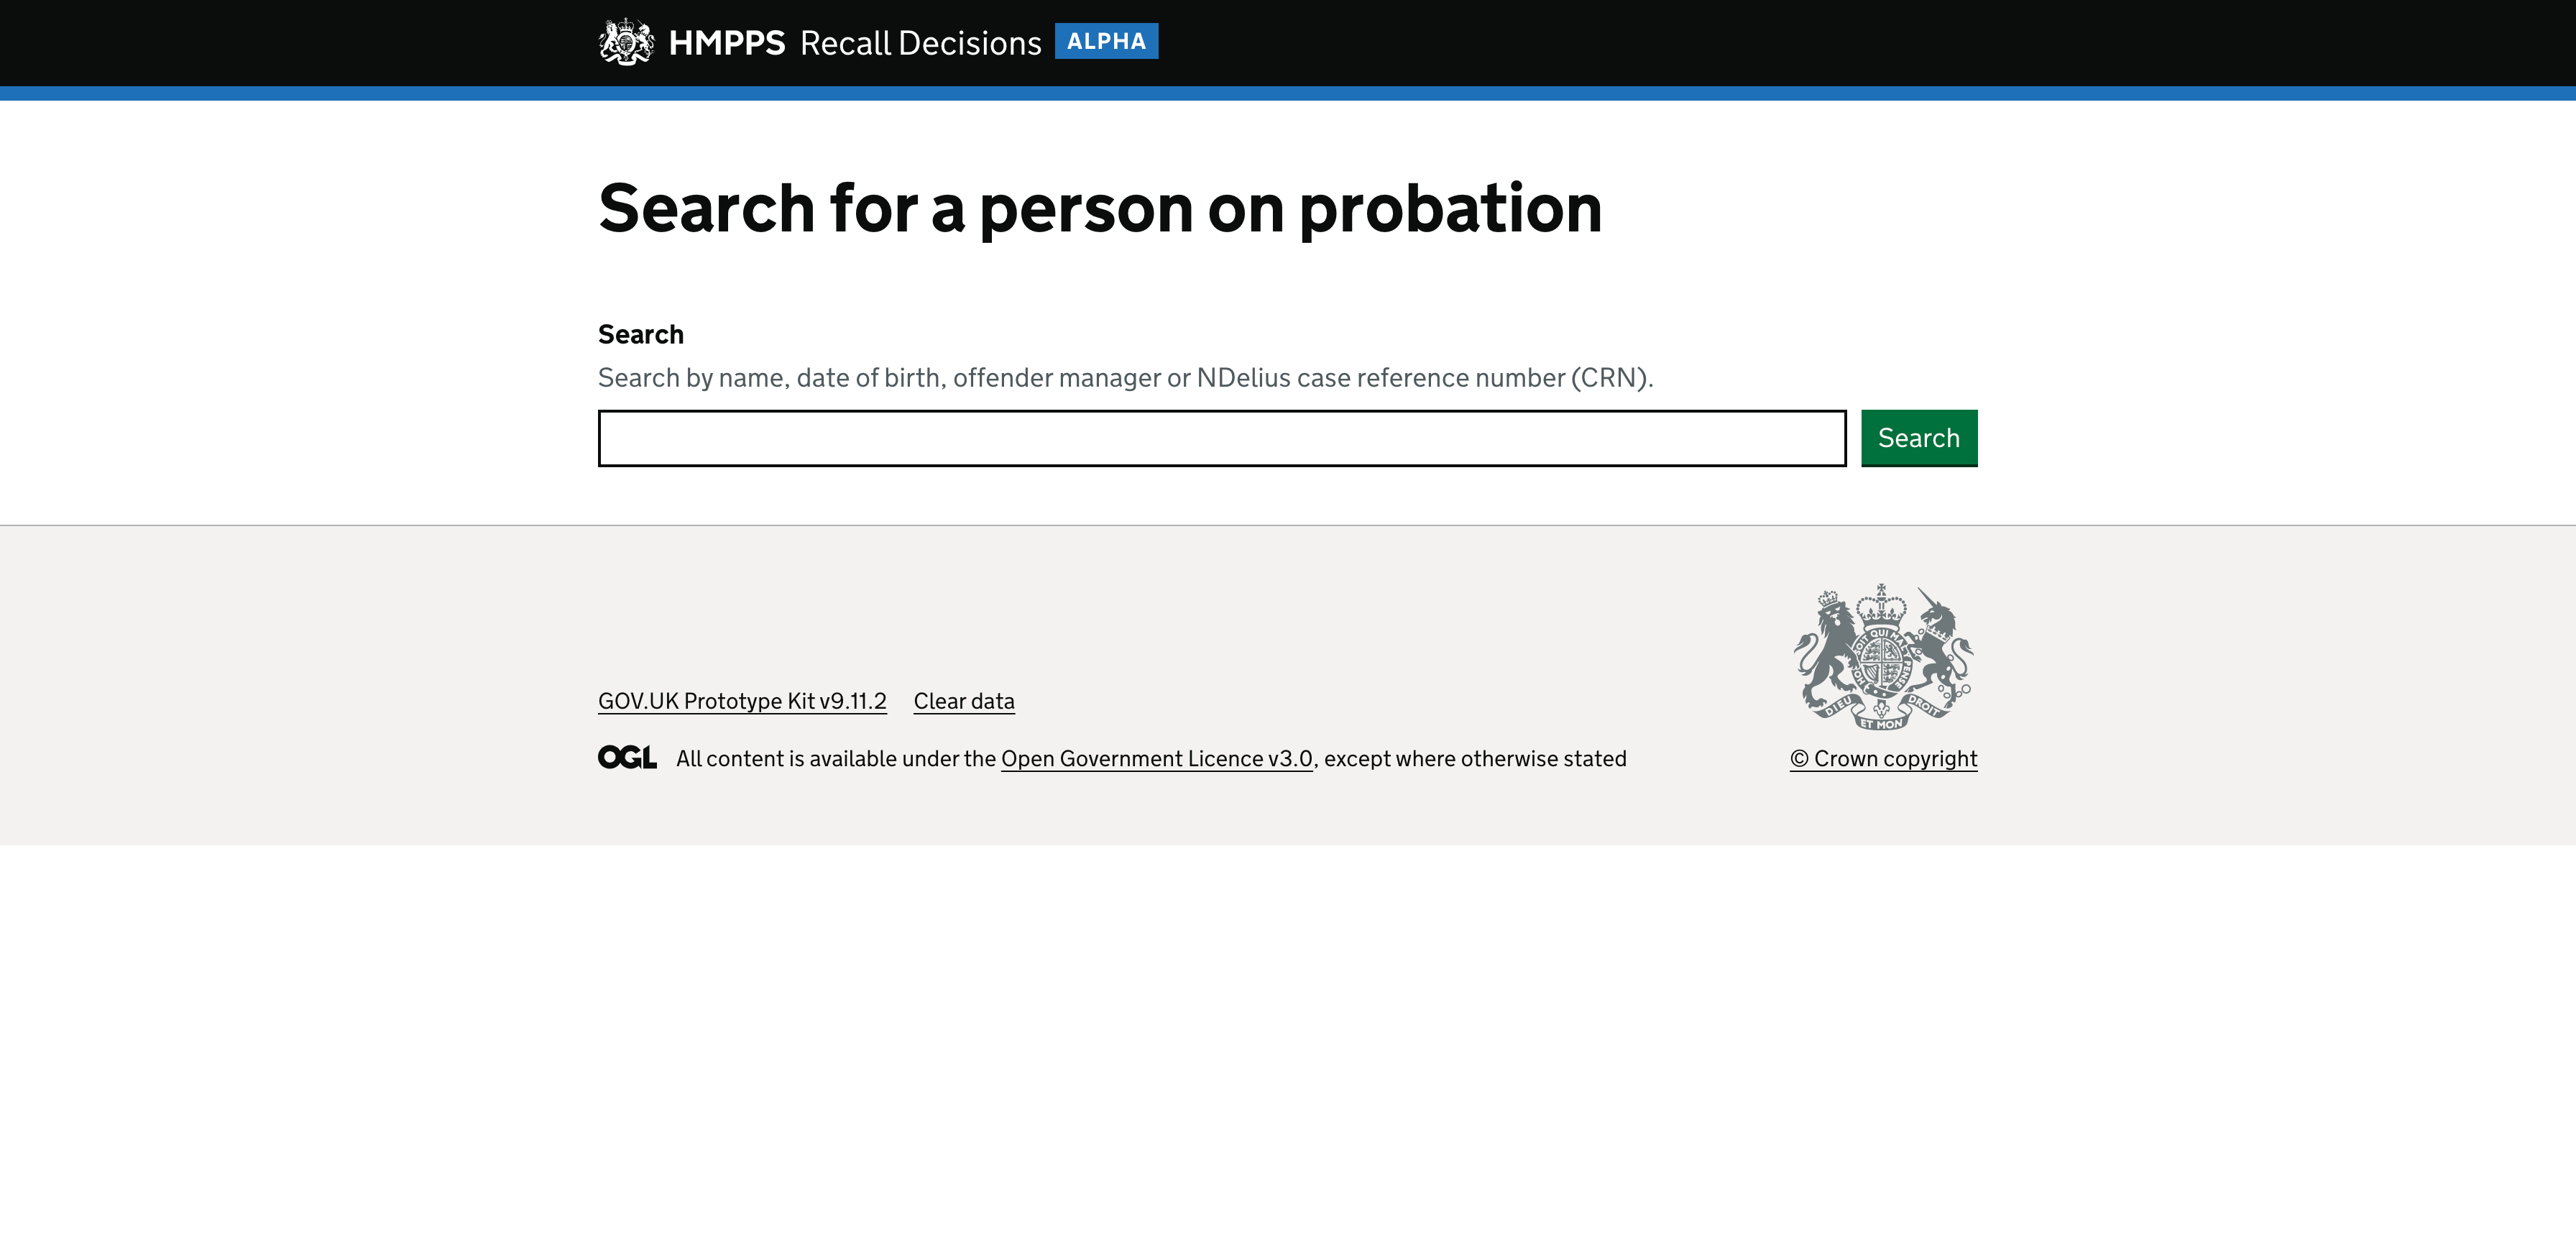 HMPPS Recall Decisions ALPHA
Search for a person on probation
Search
Search by name, date of birth, offender manager or NDelius case reference number (CRN).
Search
GOV.UK Prototype Kit v9.11.2 Clear data
OGL All content is available under the Open Government Licence v3.0, except where otherwise stated
DIEU ET MON DROIT
© Crown copyright